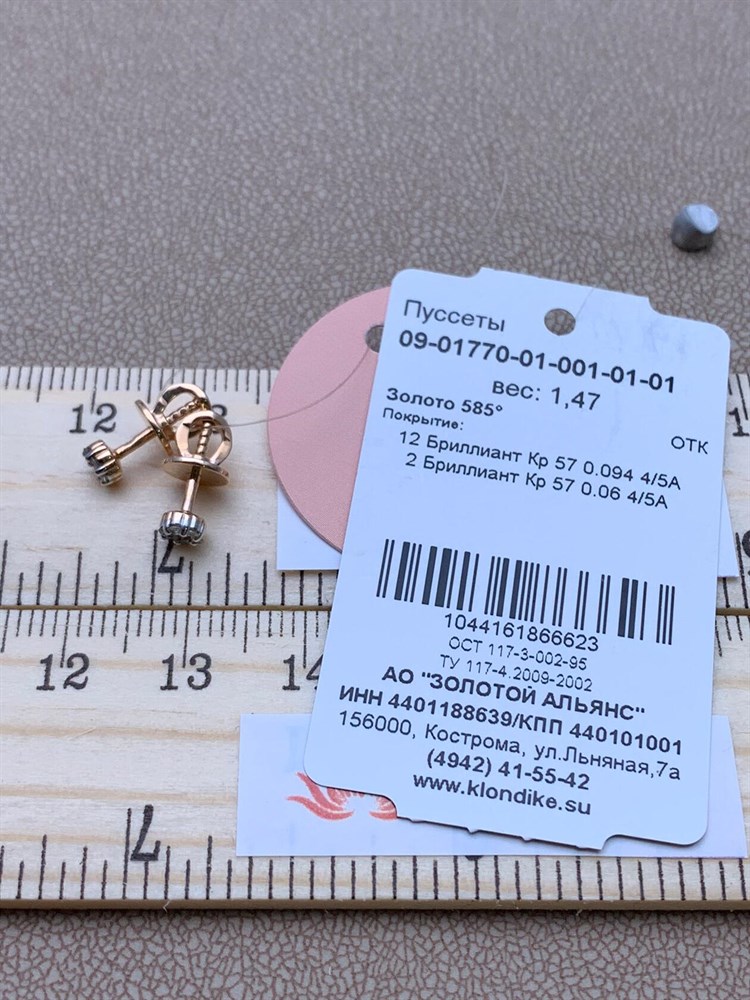 Пуссеты
09-01770-01-001-01-01
вес: 1,47
Золото 585°
ОТК
Покрытие:
12 Бриллиант Кр 57 0.094 4/5А
2 Бриллиант Кр 57 0.06 4/5А
1044161866623
ОСТ 117-3-002-95
ТУ 117-4.2009-2002
АО "ЗОЛОТОЙ АЛЬЯНС"
ИНН 4401188639/КПП 440101001
156000, Кострома, ул.Льняная,7а
(4942) 41-55-42
www.klondike.su
12
7
12 13
7